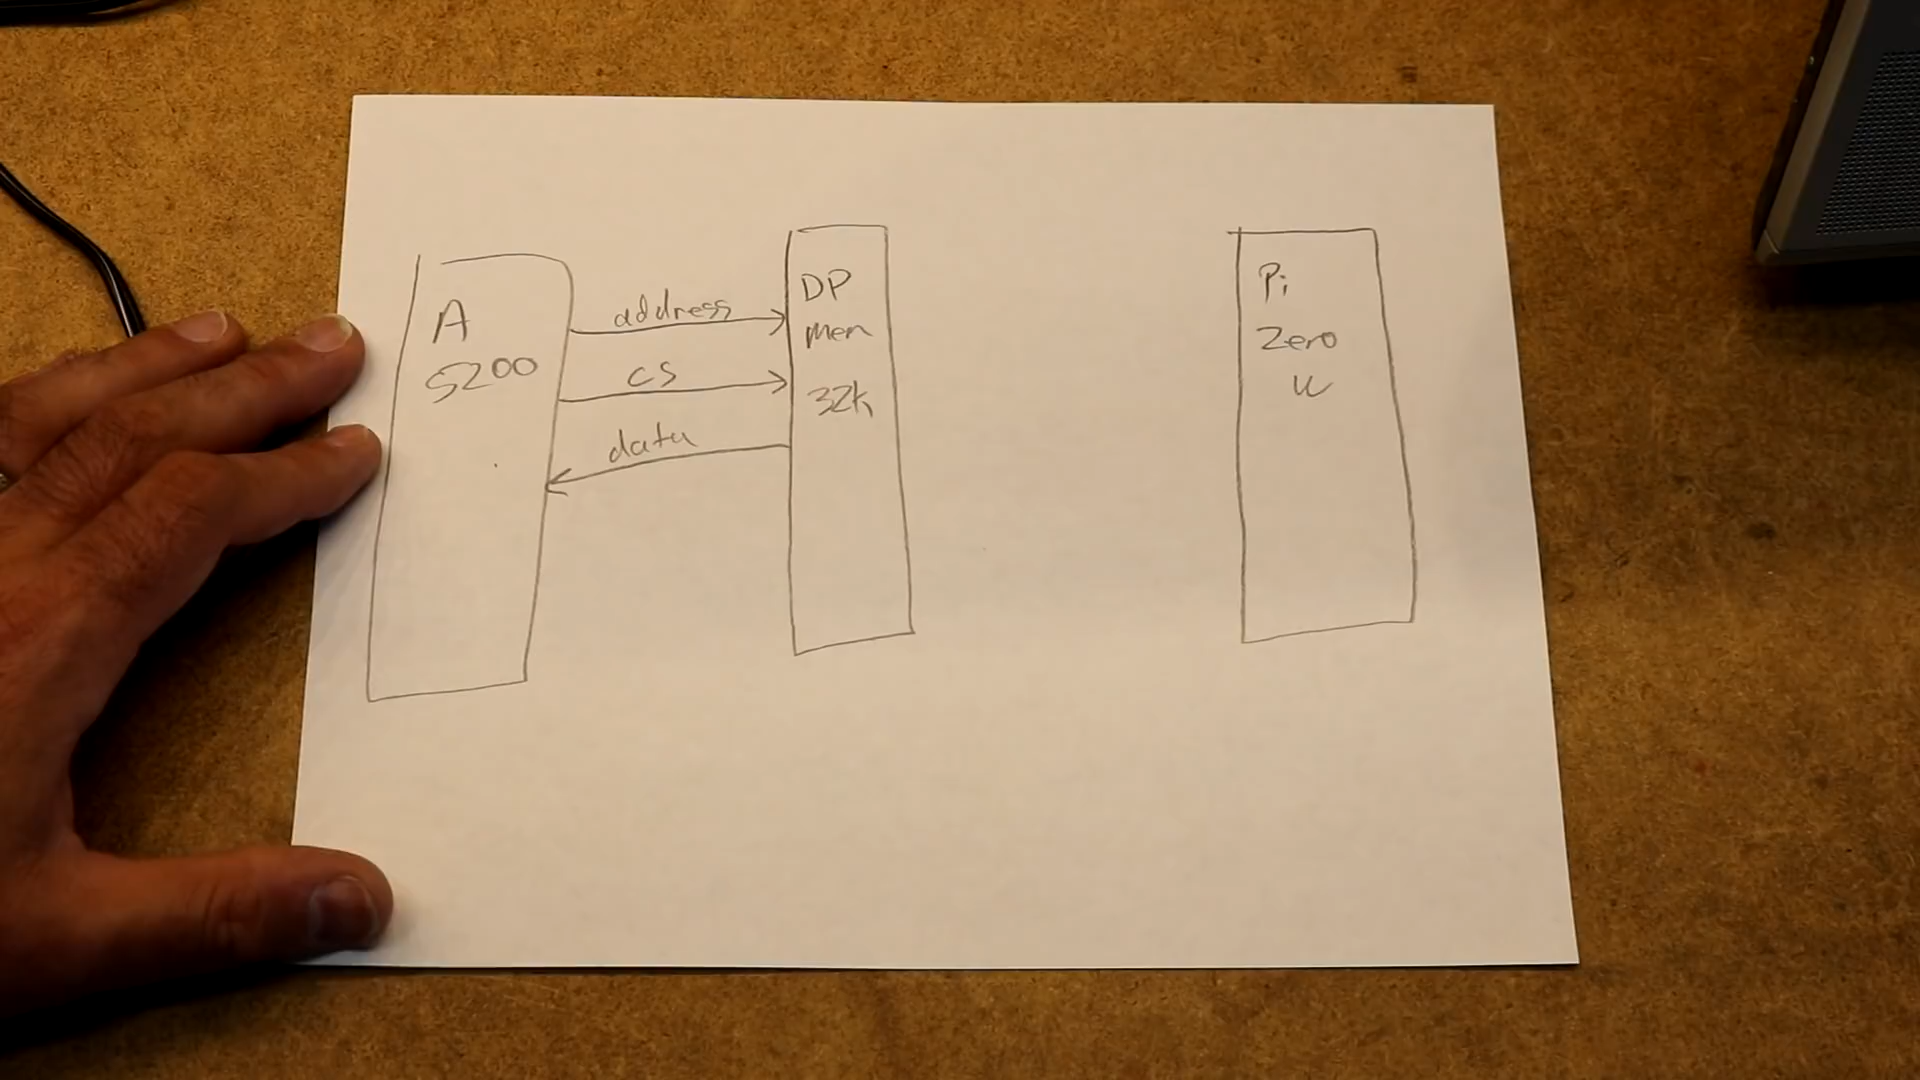 A
5200
address
cs
data
DP
mem
32k
Pi
Zero
W